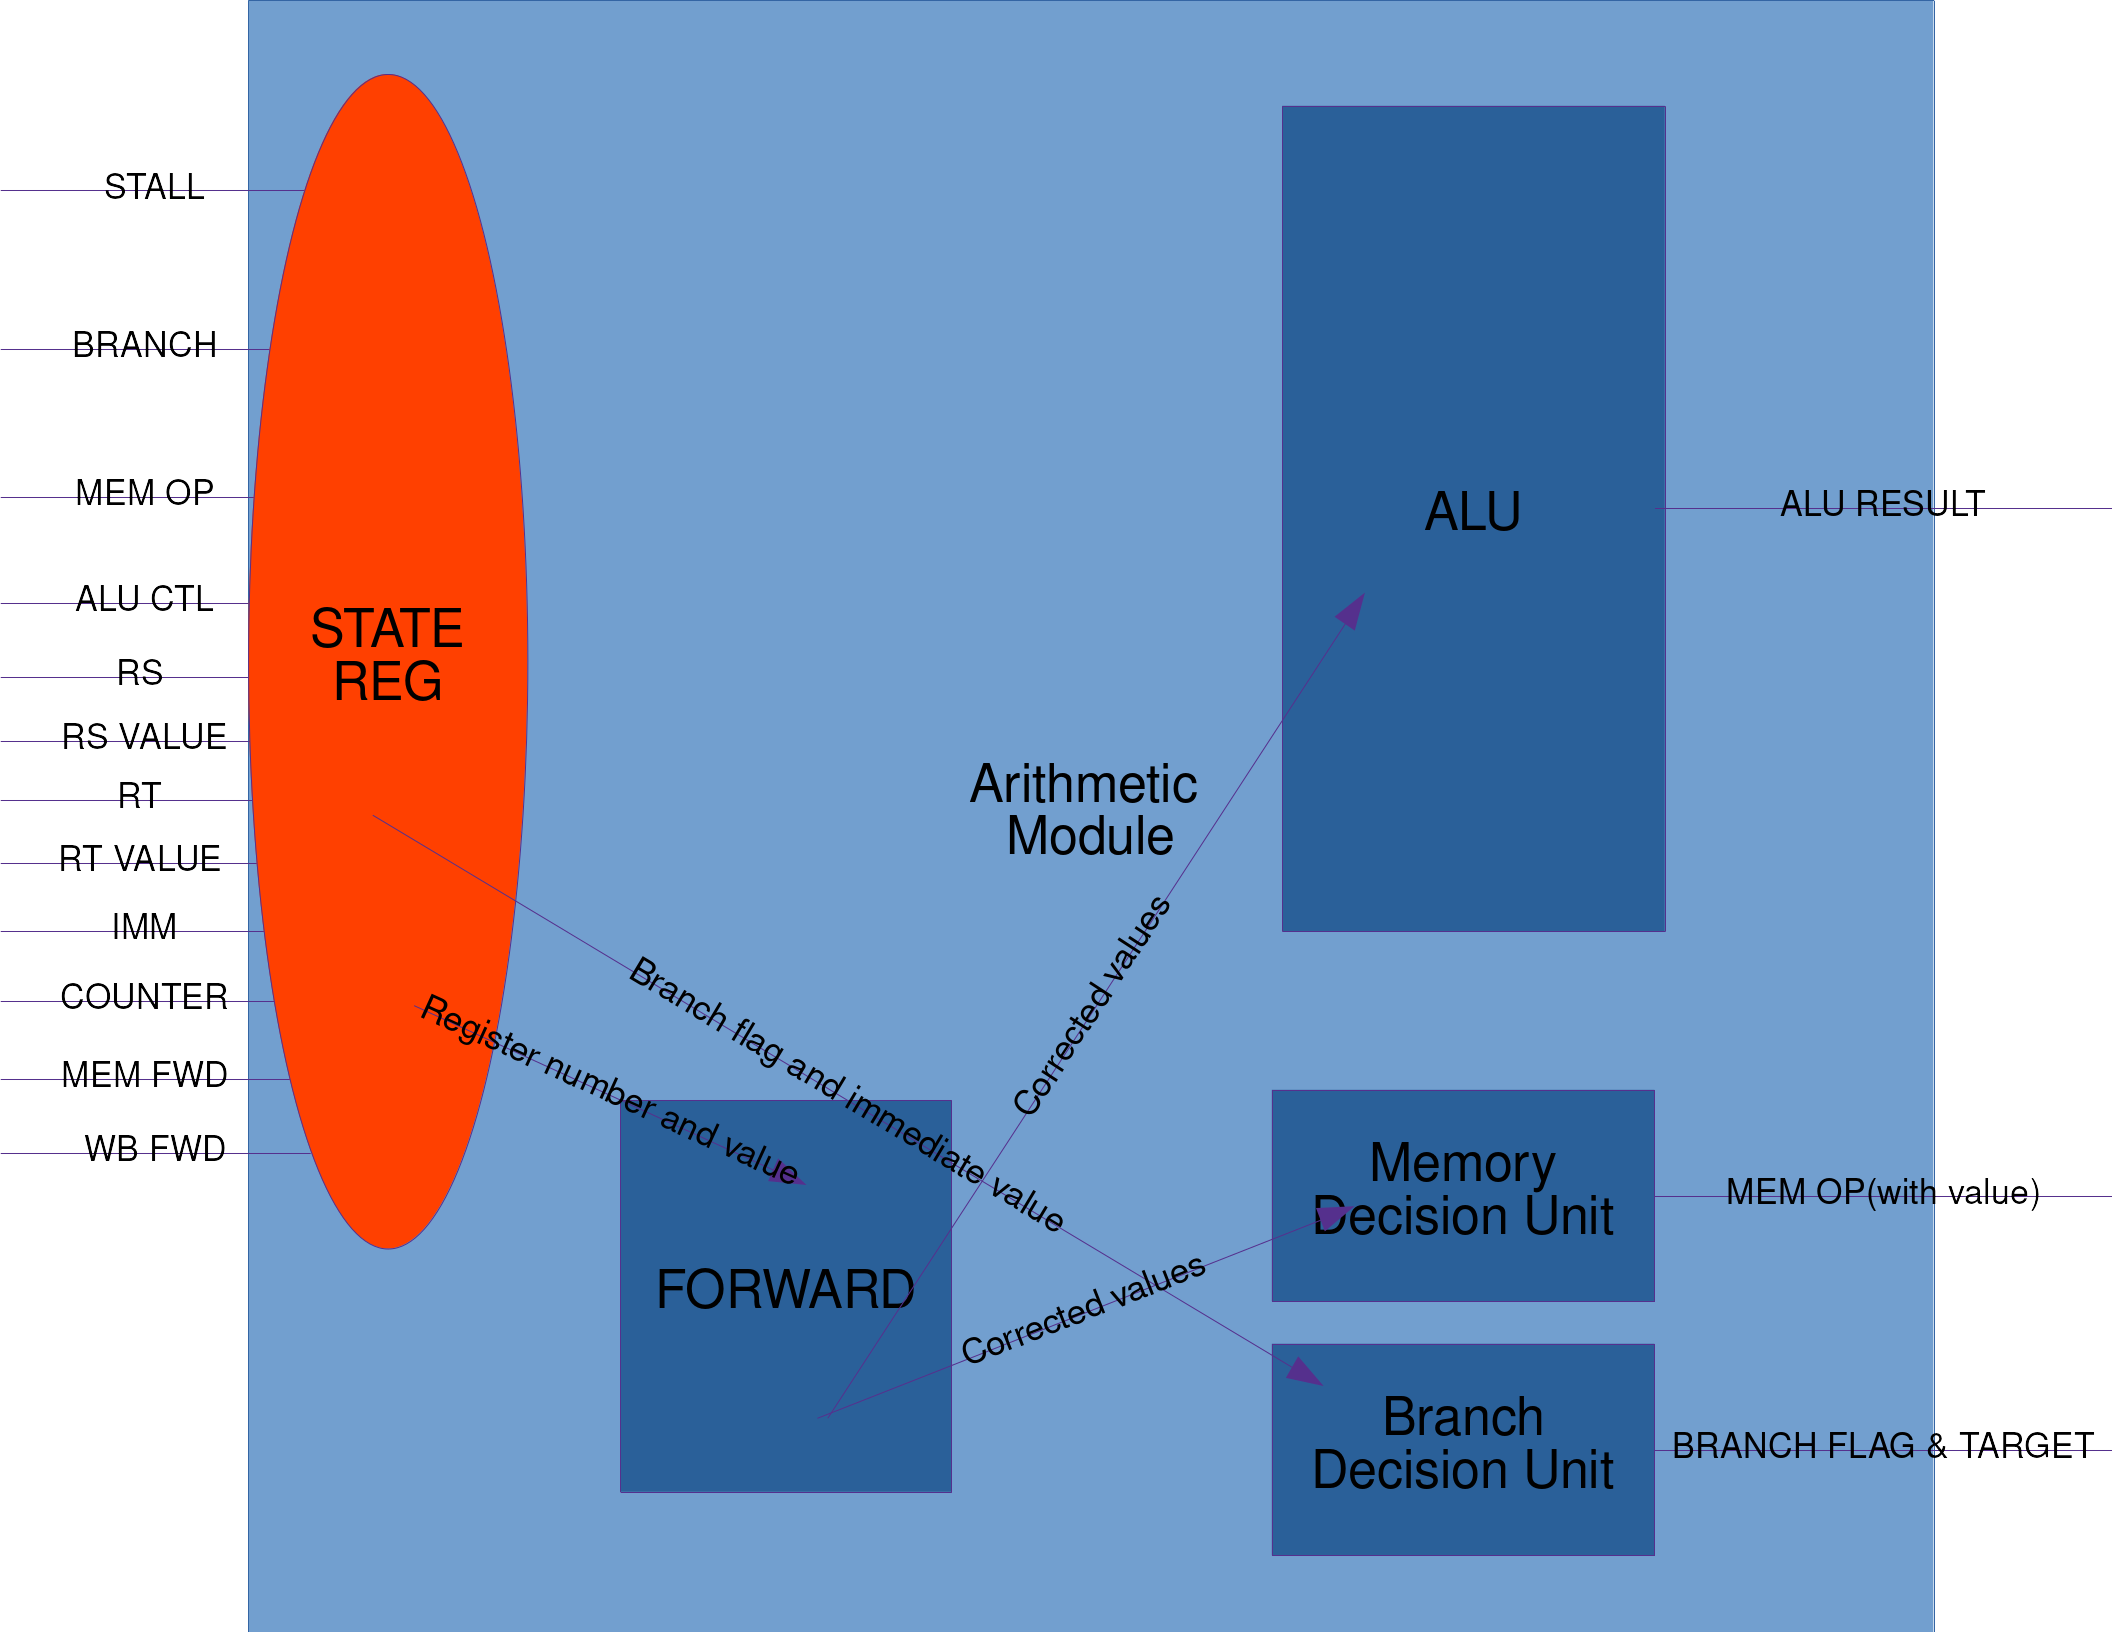 STALL
BRANCH
MEM OP
ALU CTL
RS
RS VALUE
RT
RT VALUE
IMM
COUNTER
MEM FWD
WB FWD
STATE
REG
Branch flag and immediate value
Register number and value
FORWARD
Arithmetic
Module
Corrected values
Corrected values
ALU
Memory
Decision Unit
Branch
Decision Unit
ALU RESULT
MEM OP(with value)
BRANCH FLAG & TARGET